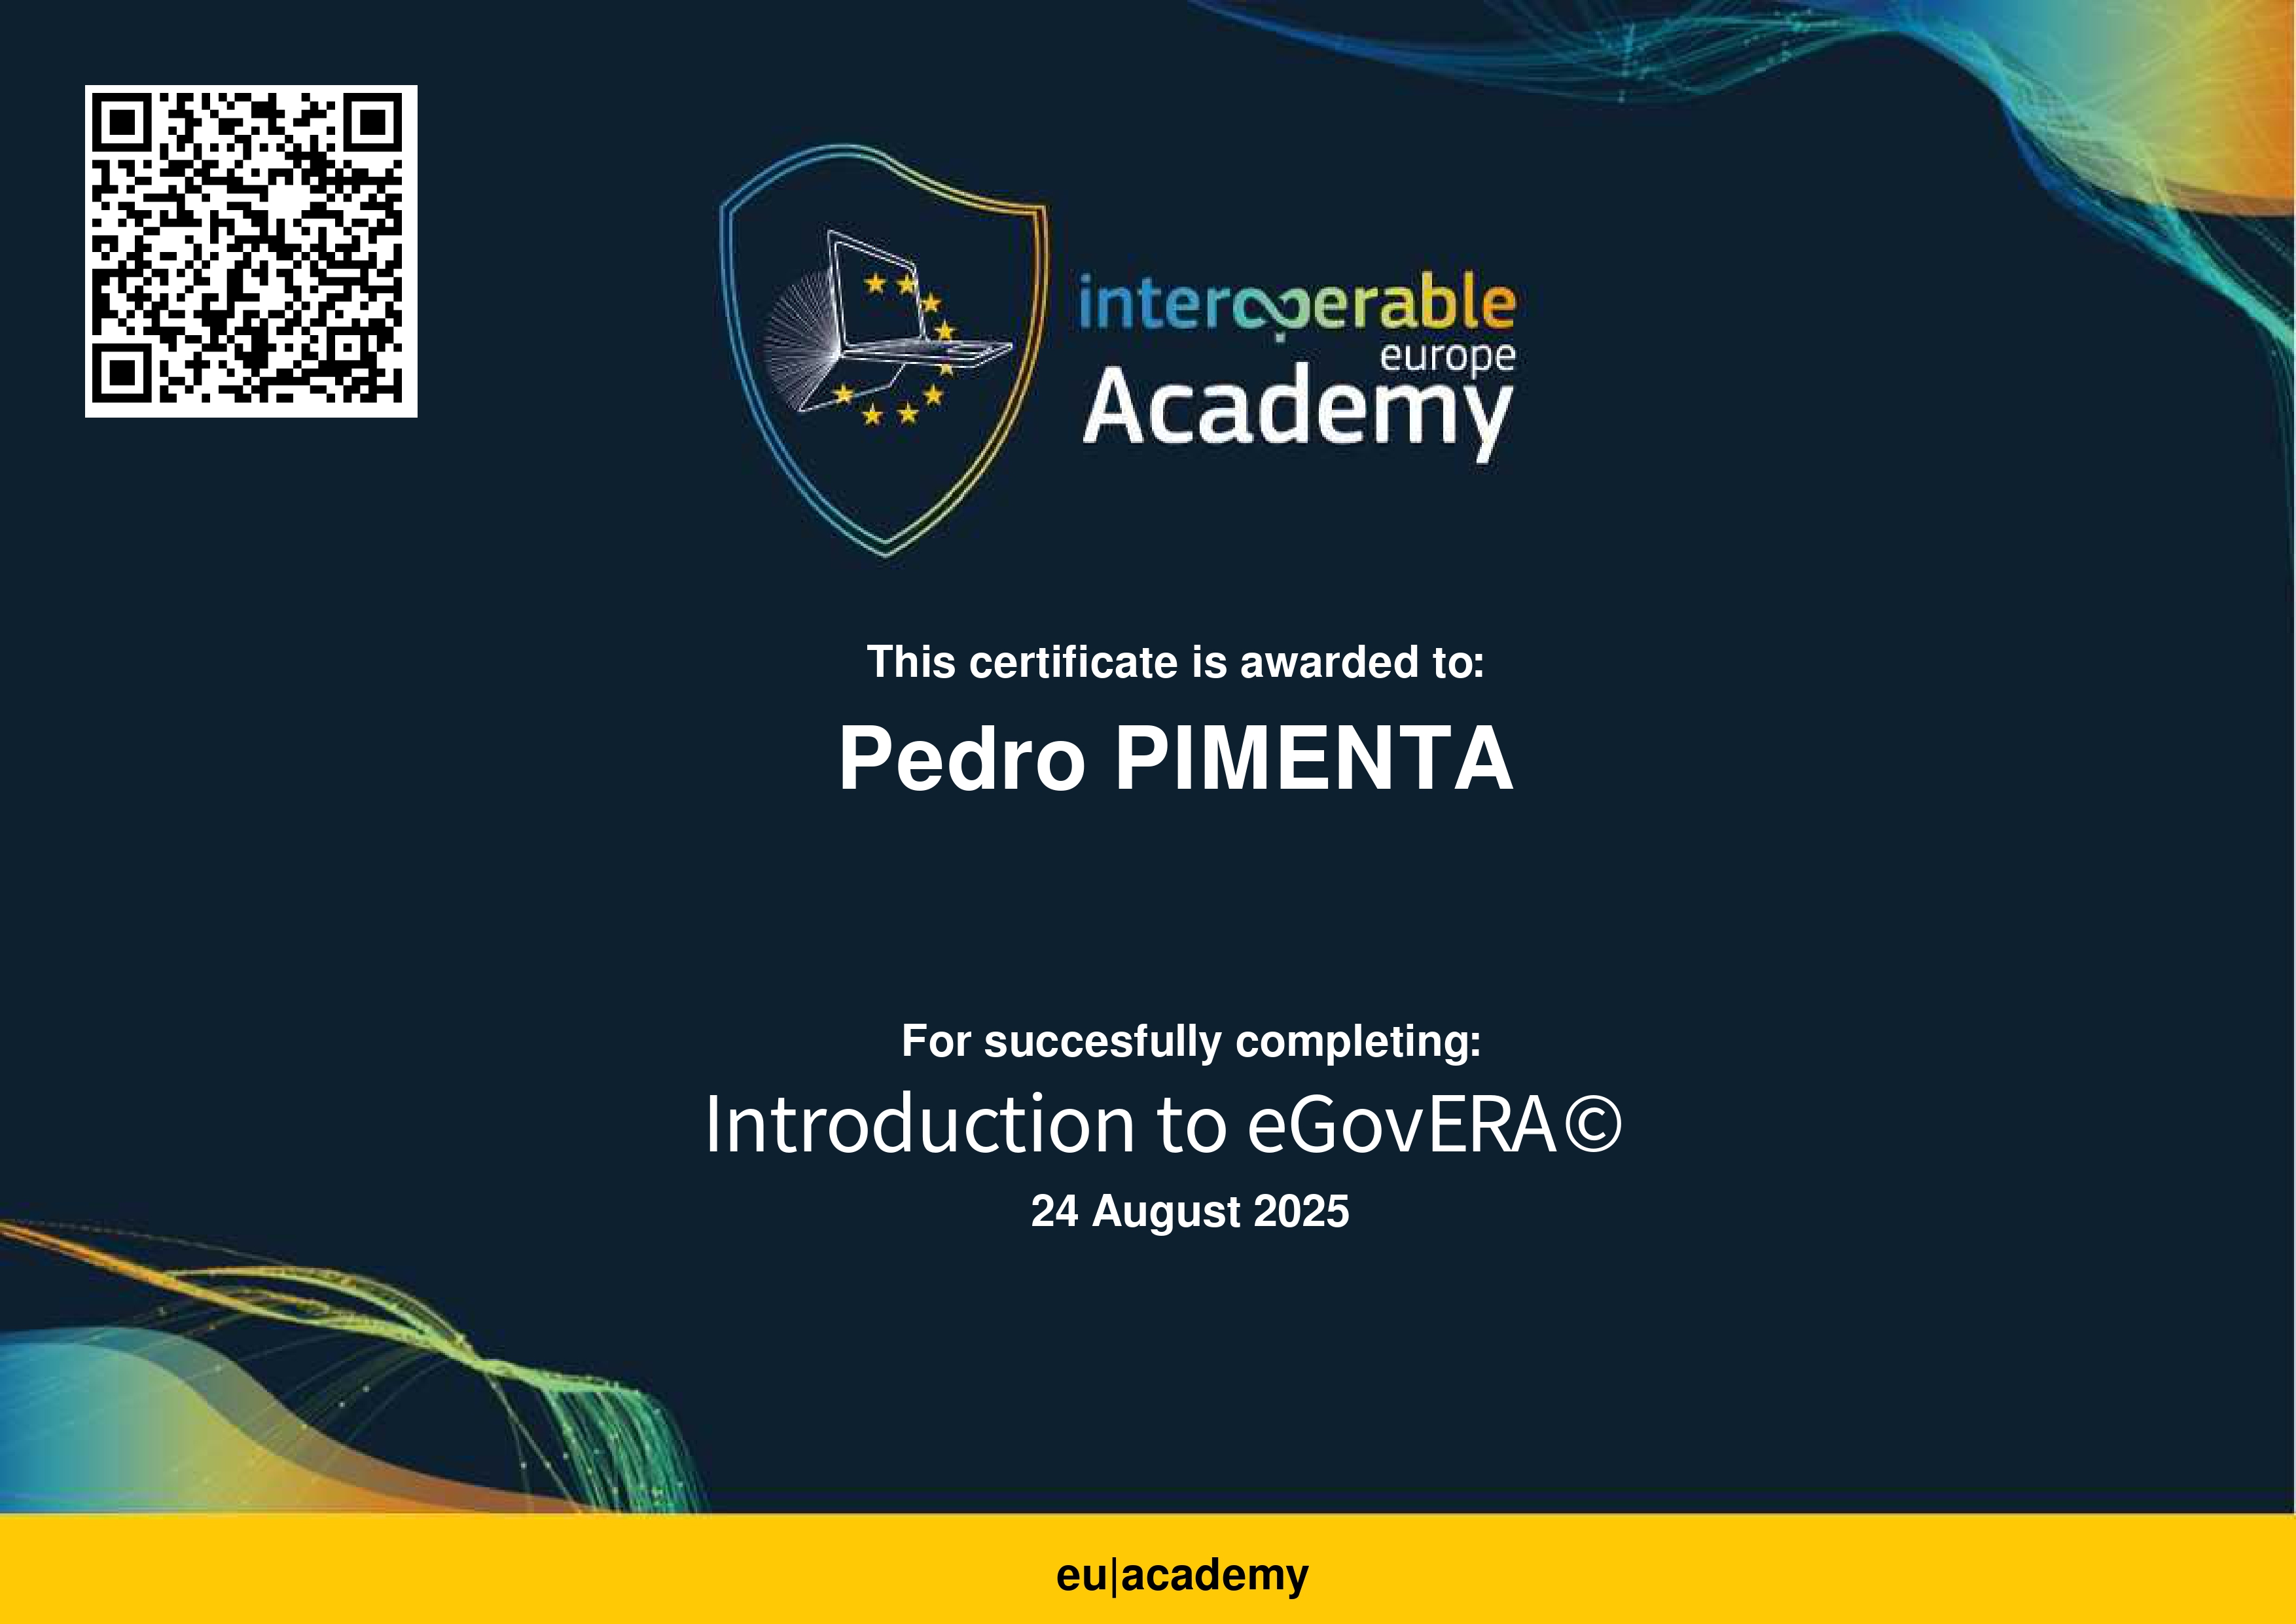 interoperable
europe
Academy
This certificate is awarded to:
Pedro PIMENTA
For succesfully completing:
Introduction to eGovERA©
24 August 2025
eu|academy